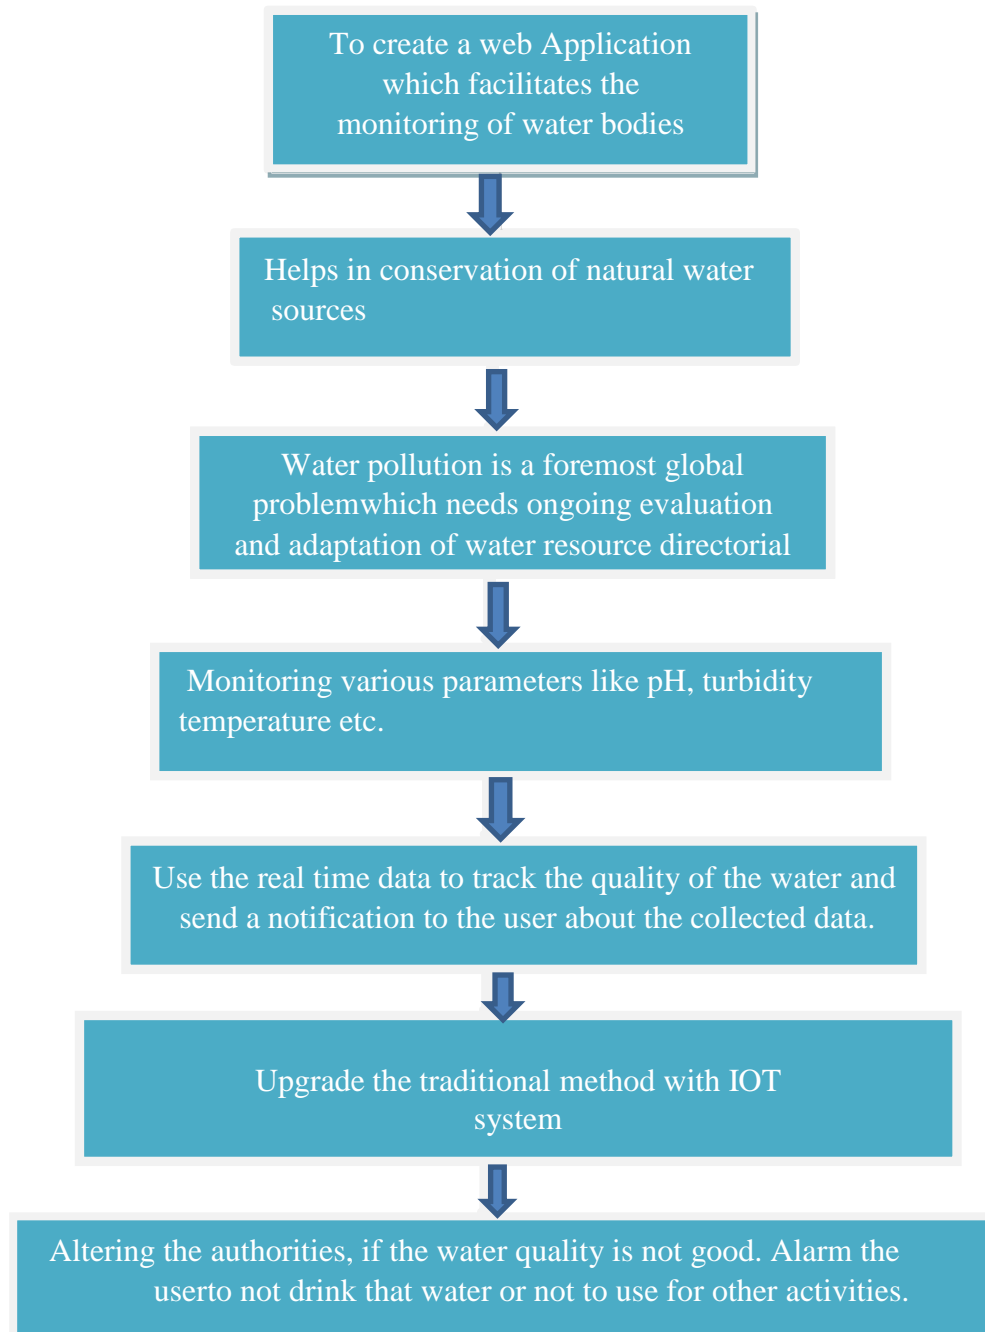 To create a web Application
which facilitates the
monitoring of water bodies
Helps in conservation of natural water
sources
Water pollution is a foremost global
problemwhich needs ongoing evaluation
and adaptation of water resource directorial
Monitoring various parameters like pH, turbidity
temperature etc.
Use the real time data to track the quality of the water and
send a notification to the user about the collected data.
Upgrade the traditional method with IOT
system
Altering the authorities, if the water quality is not good. Alarm the
userto not drink that water or not to use for other activities.